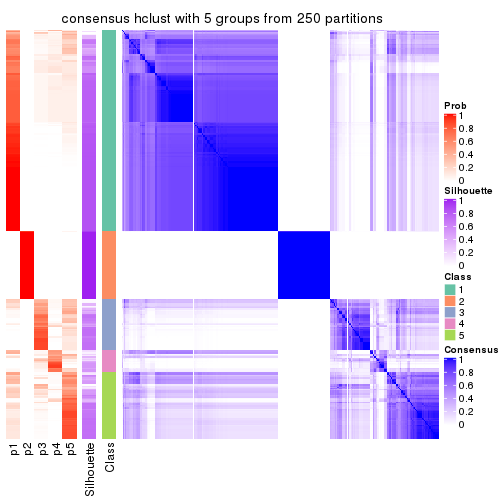 consensus hclust with 5 groups from 250 partitions
Prob
1
0.8
0.6
0.4
0.2
0
Silhouette
1
0.8
0.6
0.4
0.2
0
Class
1
2
3
4
5
Consensus
1
0.8
0.6
0.4
0.2
0
p1
p2
p3
p4
p5
Silhouette
Class